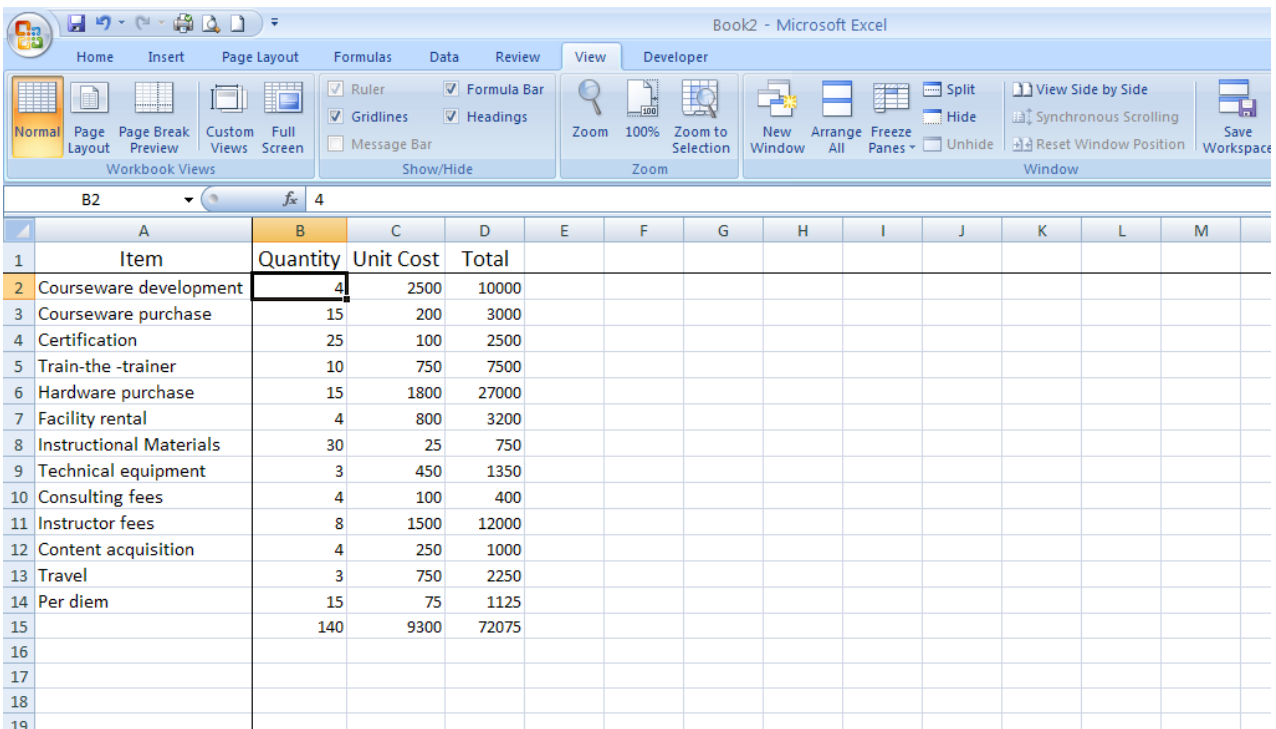 Book2 - Microsoft Excel
Home Insert Page Layout Formulas Data Review View Developer
Normal Page Layout Page Break Preview Custom Views Full Screen
Workbook Views
Ruler Formula Bar
Gridlines Headings
Message Bar
Show/Hide
Zoom 100% Zoom to Selection
Zoom
New Window Arrange All Freeze Panes
Split
Hide
Unhide
View Side by Side
Synchronous Scrolling
Reset Window Position
Save Workspace
Window
B2 fx 4
A B C D E F G H I J K L M
1 Item Quantity Unit Cost Total
2 Courseware development 4 2500 10000
3 Courseware purchase 15 200 3000
4 Certification 25 100 2500
5 Train-the -trainer 10 750 7500
6 Hardware purchase 15 1800 27000
7 Facility rental 4 800 3200
8 Instructional Materials 30 25 750
9 Technical equipment 3 450 1350
10 Consulting fees 4 100 400
11 Instructor fees 8 1500 12000
12 Content acquisition 4 250 1000
13 Travel 3 750 2250
14 Per diem 15 75 1125
15 140 9300 72075
16
17
18
19